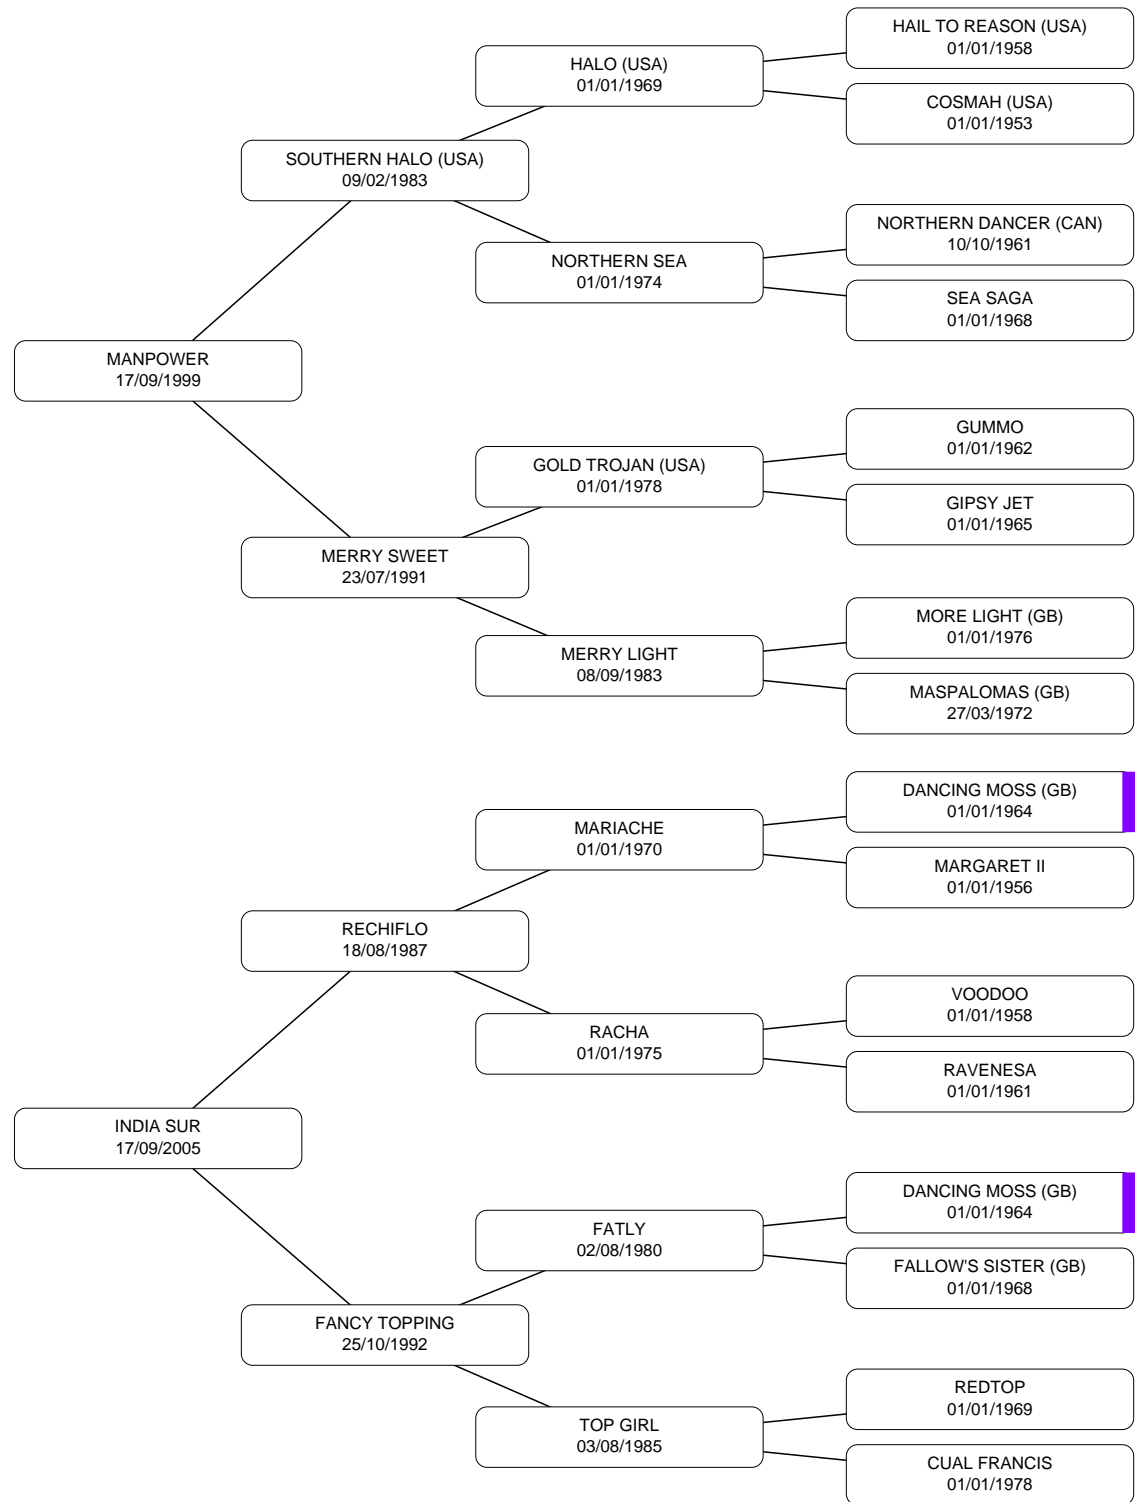 HAIL TO REASON (USA)
01/01/1958
HALO (USA)
01/01/1969
COSMAH (USA)
01/01/1953
SOUTHERN HALO (USA)
09/02/1983
NORTHERN DANCER (CAN)
10/10/1961
NORTHERN SEA
01/01/1974
SEA SAGA
01/01/1968
MANPOWER
17/09/1999
GUMMO
01/01/1962
GOLD TROJAN (USA)
01/01/1978
GIPSY JET
01/01/1965
MERRY SWEET
23/07/1991
MORE LIGHT (GB)
01/01/1976
MERRY LIGHT
08/09/1983
MASPALOMAS (GB)
27/03/1972
DANCING MOSS (GB)
01/01/1964
MARIACHE
01/01/1970
MARGARET II
01/01/1956
RECHIFLO
18/08/1987
VOODOO
01/01/1958
RACHA
01/01/1975
RAVENESA
01/01/1961
INDIA SUR
17/09/2005
DANCING MOSS (GB)
01/01/1964
FATLY
02/08/1980
FALLOW'S SISTER (GB)
01/01/1968
FANCY TOPPING
25/10/1992
REDTOP
01/01/1969
TOP GIRL
03/08/1985
CUAL FRANCIS
01/01/1978